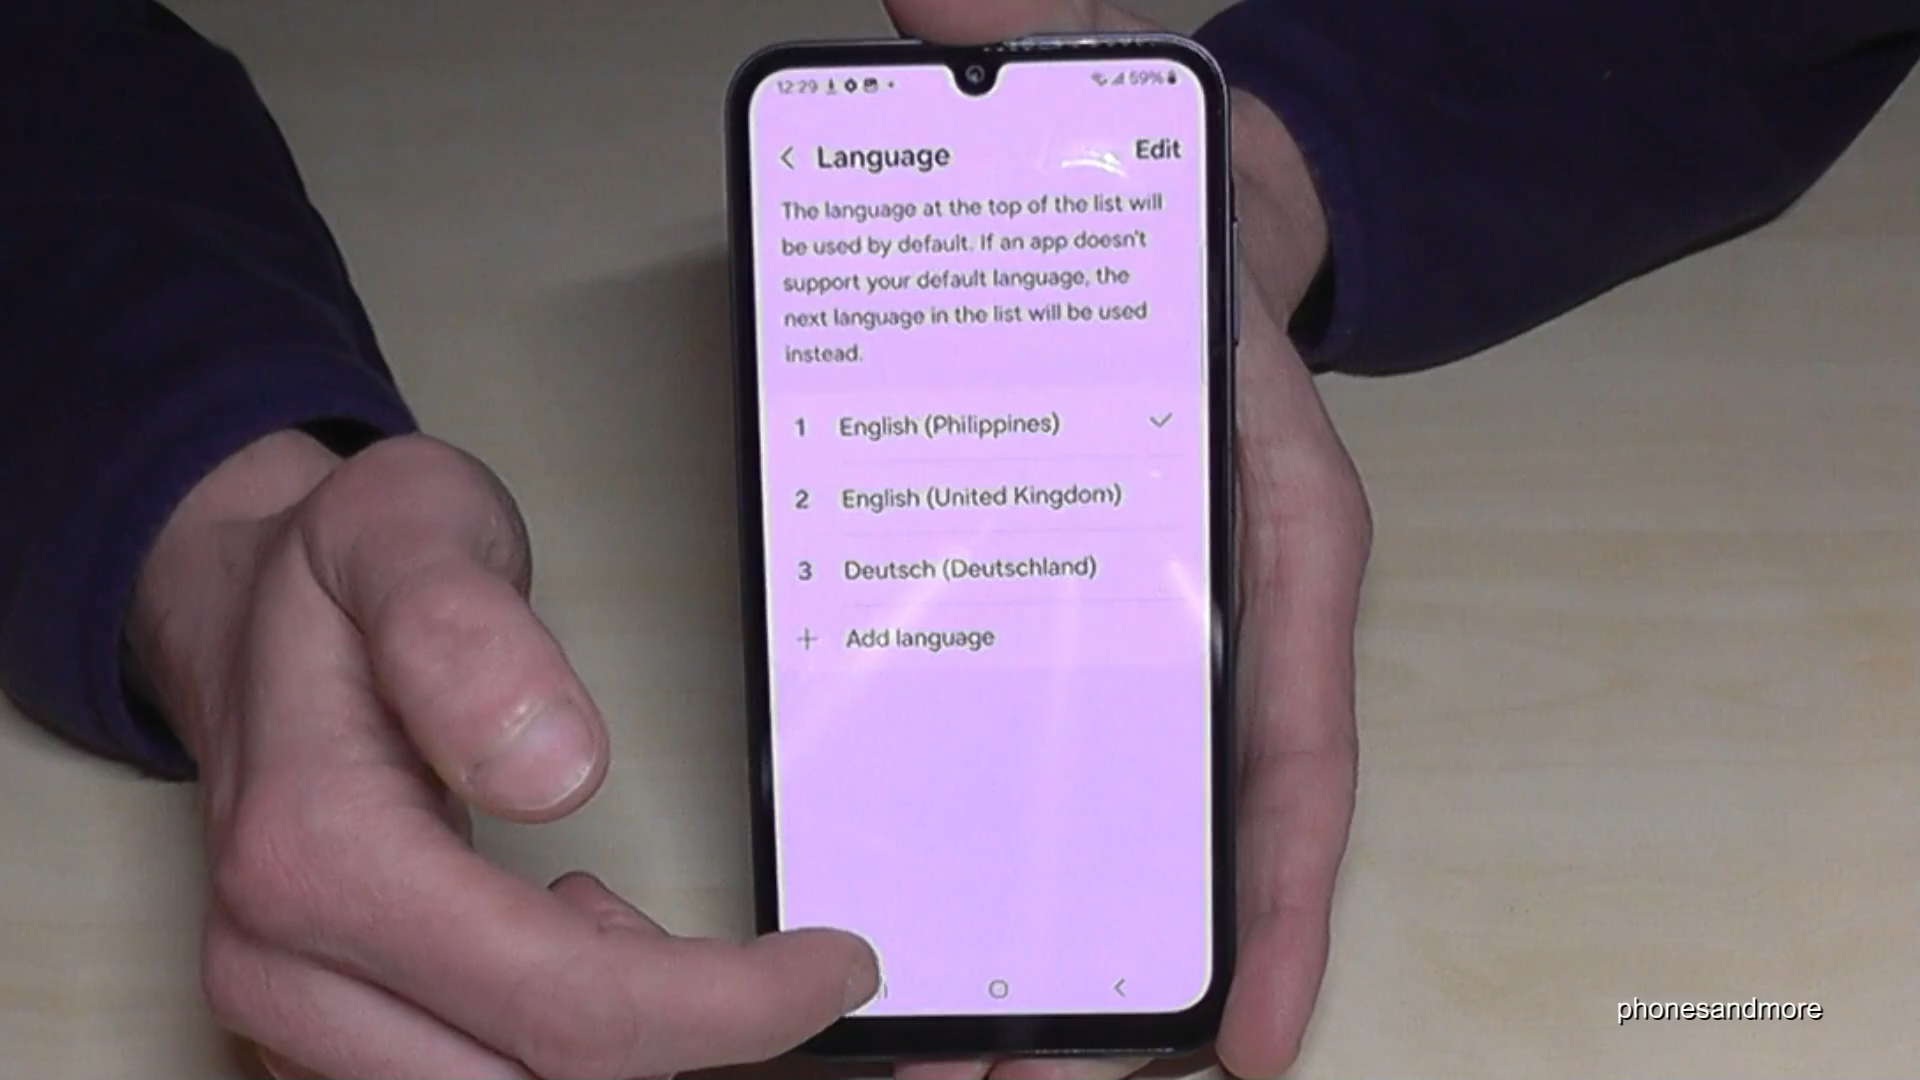 12:29
59%
Language
Edit
The language at the top of the list will
be used by default. If an app doesn't
support your default language, the
next language in the list will be used
instead.
1 English (Philippines)
2 English (United Kingdom)
3 Deutsch (Deutschland)
+ Add language
phonesandmore